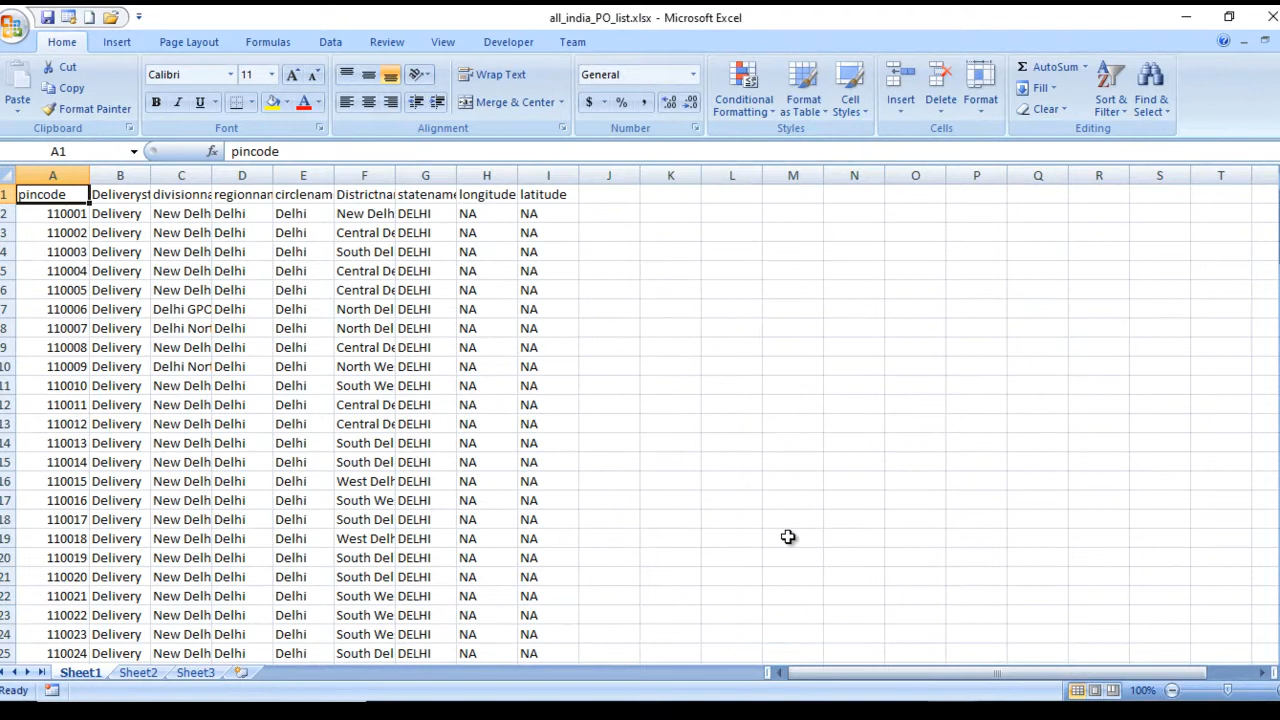 all_india_PO_list.xlsx - Microsoft Excel
Home Insert Page Layout Formulas Data Review View Developer Team
Paste Cut Copy Format Painter Clipboard
Calibri 11 B I U Font
Wrap Text Merge & Center Alignment
General $ % , Number
Conditional Formatting Format as Table Cell Styles Styles
Insert Delete Format Cells
AutoSum Fill Clear Sort & Filter Find & Select Editing
A1 fx pincode
A B C D E F G H I J K L M N O P Q R S T
1 pincode Deliveryst divisionna regionnam circlenam Districtnar statename longitude latitude
2 110001 Delivery New Delh Delhi Delhi New Delh DELHI NA NA
3 110002 Delivery New Delh Delhi Delhi Central De DELHI NA NA
4 110003 Delivery New Delh Delhi Delhi South Del DELHI NA NA
5 110004 Delivery New Delh Delhi Delhi Central De DELHI NA NA
6 110005 Delivery New Delh Delhi Delhi Central De DELHI NA NA
7 110006 Delivery Delhi GPO Delhi Delhi North Del DELHI NA NA
8 110007 Delivery Delhi Nor Delhi Delhi North Del DELHI NA NA
9 110008 Delivery New Delh Delhi Delhi Central De DELHI NA NA
10 110009 Delivery Delhi Nor Delhi Delhi North We DELHI NA NA
11 110010 Delivery New Delh Delhi Delhi South We DELHI NA NA
12 110011 Delivery New Delh Delhi Delhi Central De DELHI NA NA
13 110012 Delivery New Delh Delhi Delhi Central De DELHI NA NA
14 110013 Delivery New Delh Delhi Delhi South Del DELHI NA NA
15 110014 Delivery New Delh Delhi Delhi South Del DELHI NA NA
16 110015 Delivery New Delh Delhi Delhi West Delh DELHI NA NA
17 110016 Delivery New Delh Delhi Delhi South We DELHI NA NA
18 110017 Delivery New Delh Delhi Delhi South Del DELHI NA NA
19 110018 Delivery New Delh Delhi Delhi West Delh DELHI NA NA
20 110019 Delivery New Delh Delhi Delhi South Del DELHI NA NA
21 110020 Delivery New Delh Delhi Delhi South Del DELHI NA NA
22 110021 Delivery New Delh Delhi Delhi South We DELHI NA NA
23 110022 Delivery New Delh Delhi Delhi South We DELHI NA NA
24 110023 Delivery New Delh Delhi Delhi South We DELHI NA NA
25 110024 Delivery New Delh Delhi Delhi South Del DELHI NA NA
Sheet1 Sheet2 Sheet3
Ready 100%